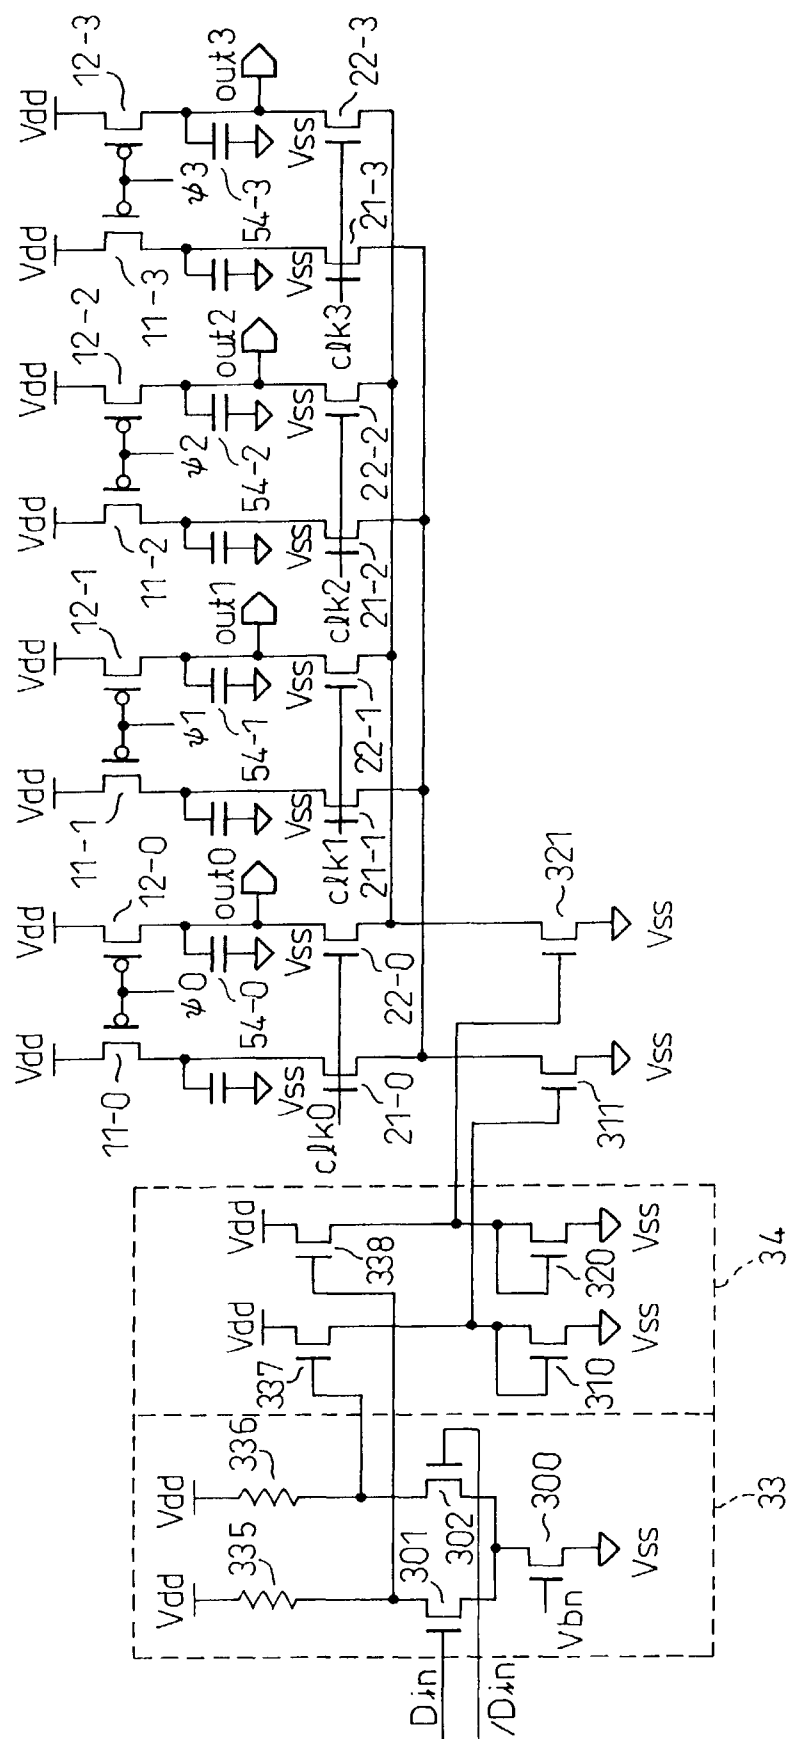 Vdd
Vdd
Vdd
Vdd
Vdd
Vdd
Vdd
Vdd
11-0
12-0
11-1
12-1
11-2
12-2
11-3
12-3
ψ0
ψ1
ψ2
ψ3
out0
out1
out2
out3
54-0
54-1
54-2
54-3
Vss
Vss
Vss
Vss
Vss
Vss
Vss
Vss
clk0
clk1
clk2
clk3
21-0
22-0
21-1
22-1
21-2
22-2
21-3
22-3
Vdd
Vdd
335
336
Vdd
Vdd
337
338
Din
/Din
301
302
Vbn
300
Vss
310
320
Vss
Vss
311
321
Vss
Vss
33
34